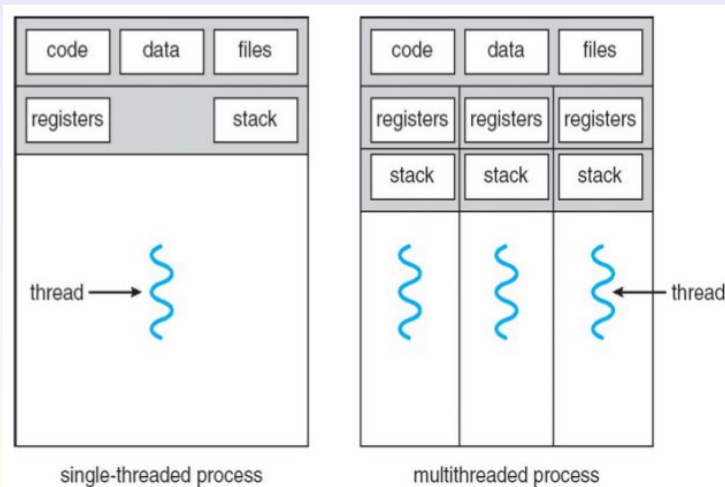 code data files code data files
registers stack registers registers registers
stack stack stack
thread thread
single-threaded process multithreaded process